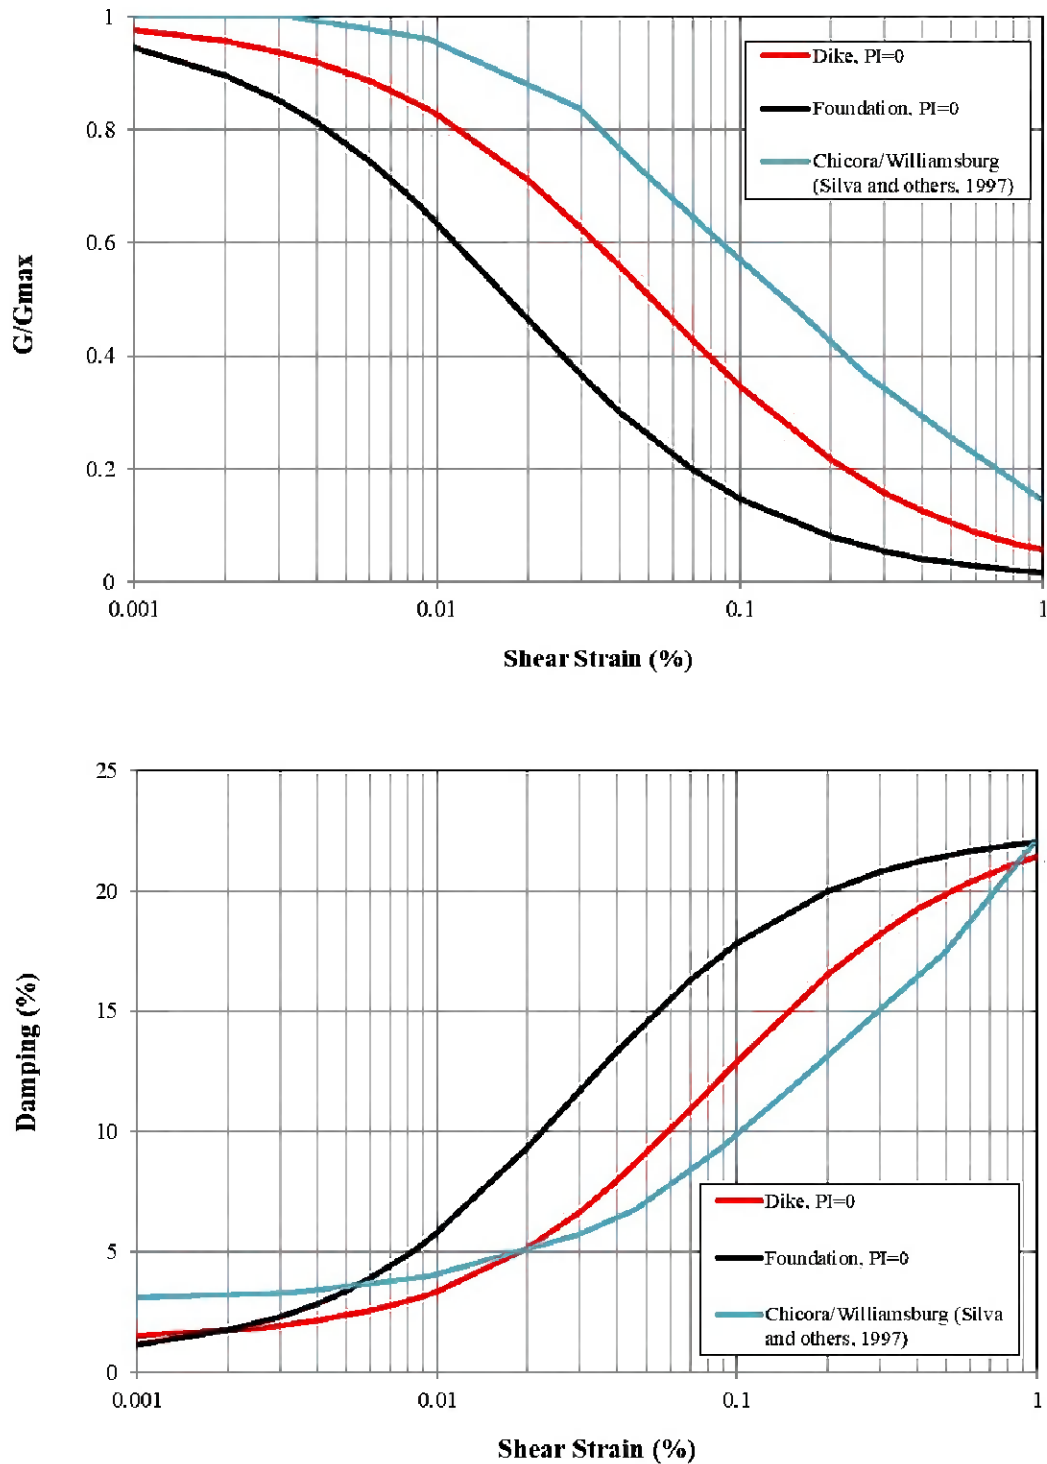 1
0.8
0.6
0.4
0.2
0
G/Gmax
Dike, PI=0
Foundation, PI=0
Chicora/Williamsburg
(Silva and others, 1997)
0.001
0.01
0.1
1
Shear Strain (%)
25
20
15
10
5
0
Damping (%)
Dike, PI=0
Foundation, PI=0
Chicora/Williamsburg (Silva
and others, 1997)
0.001
0.01
0.1
1
Shear Strain (%)